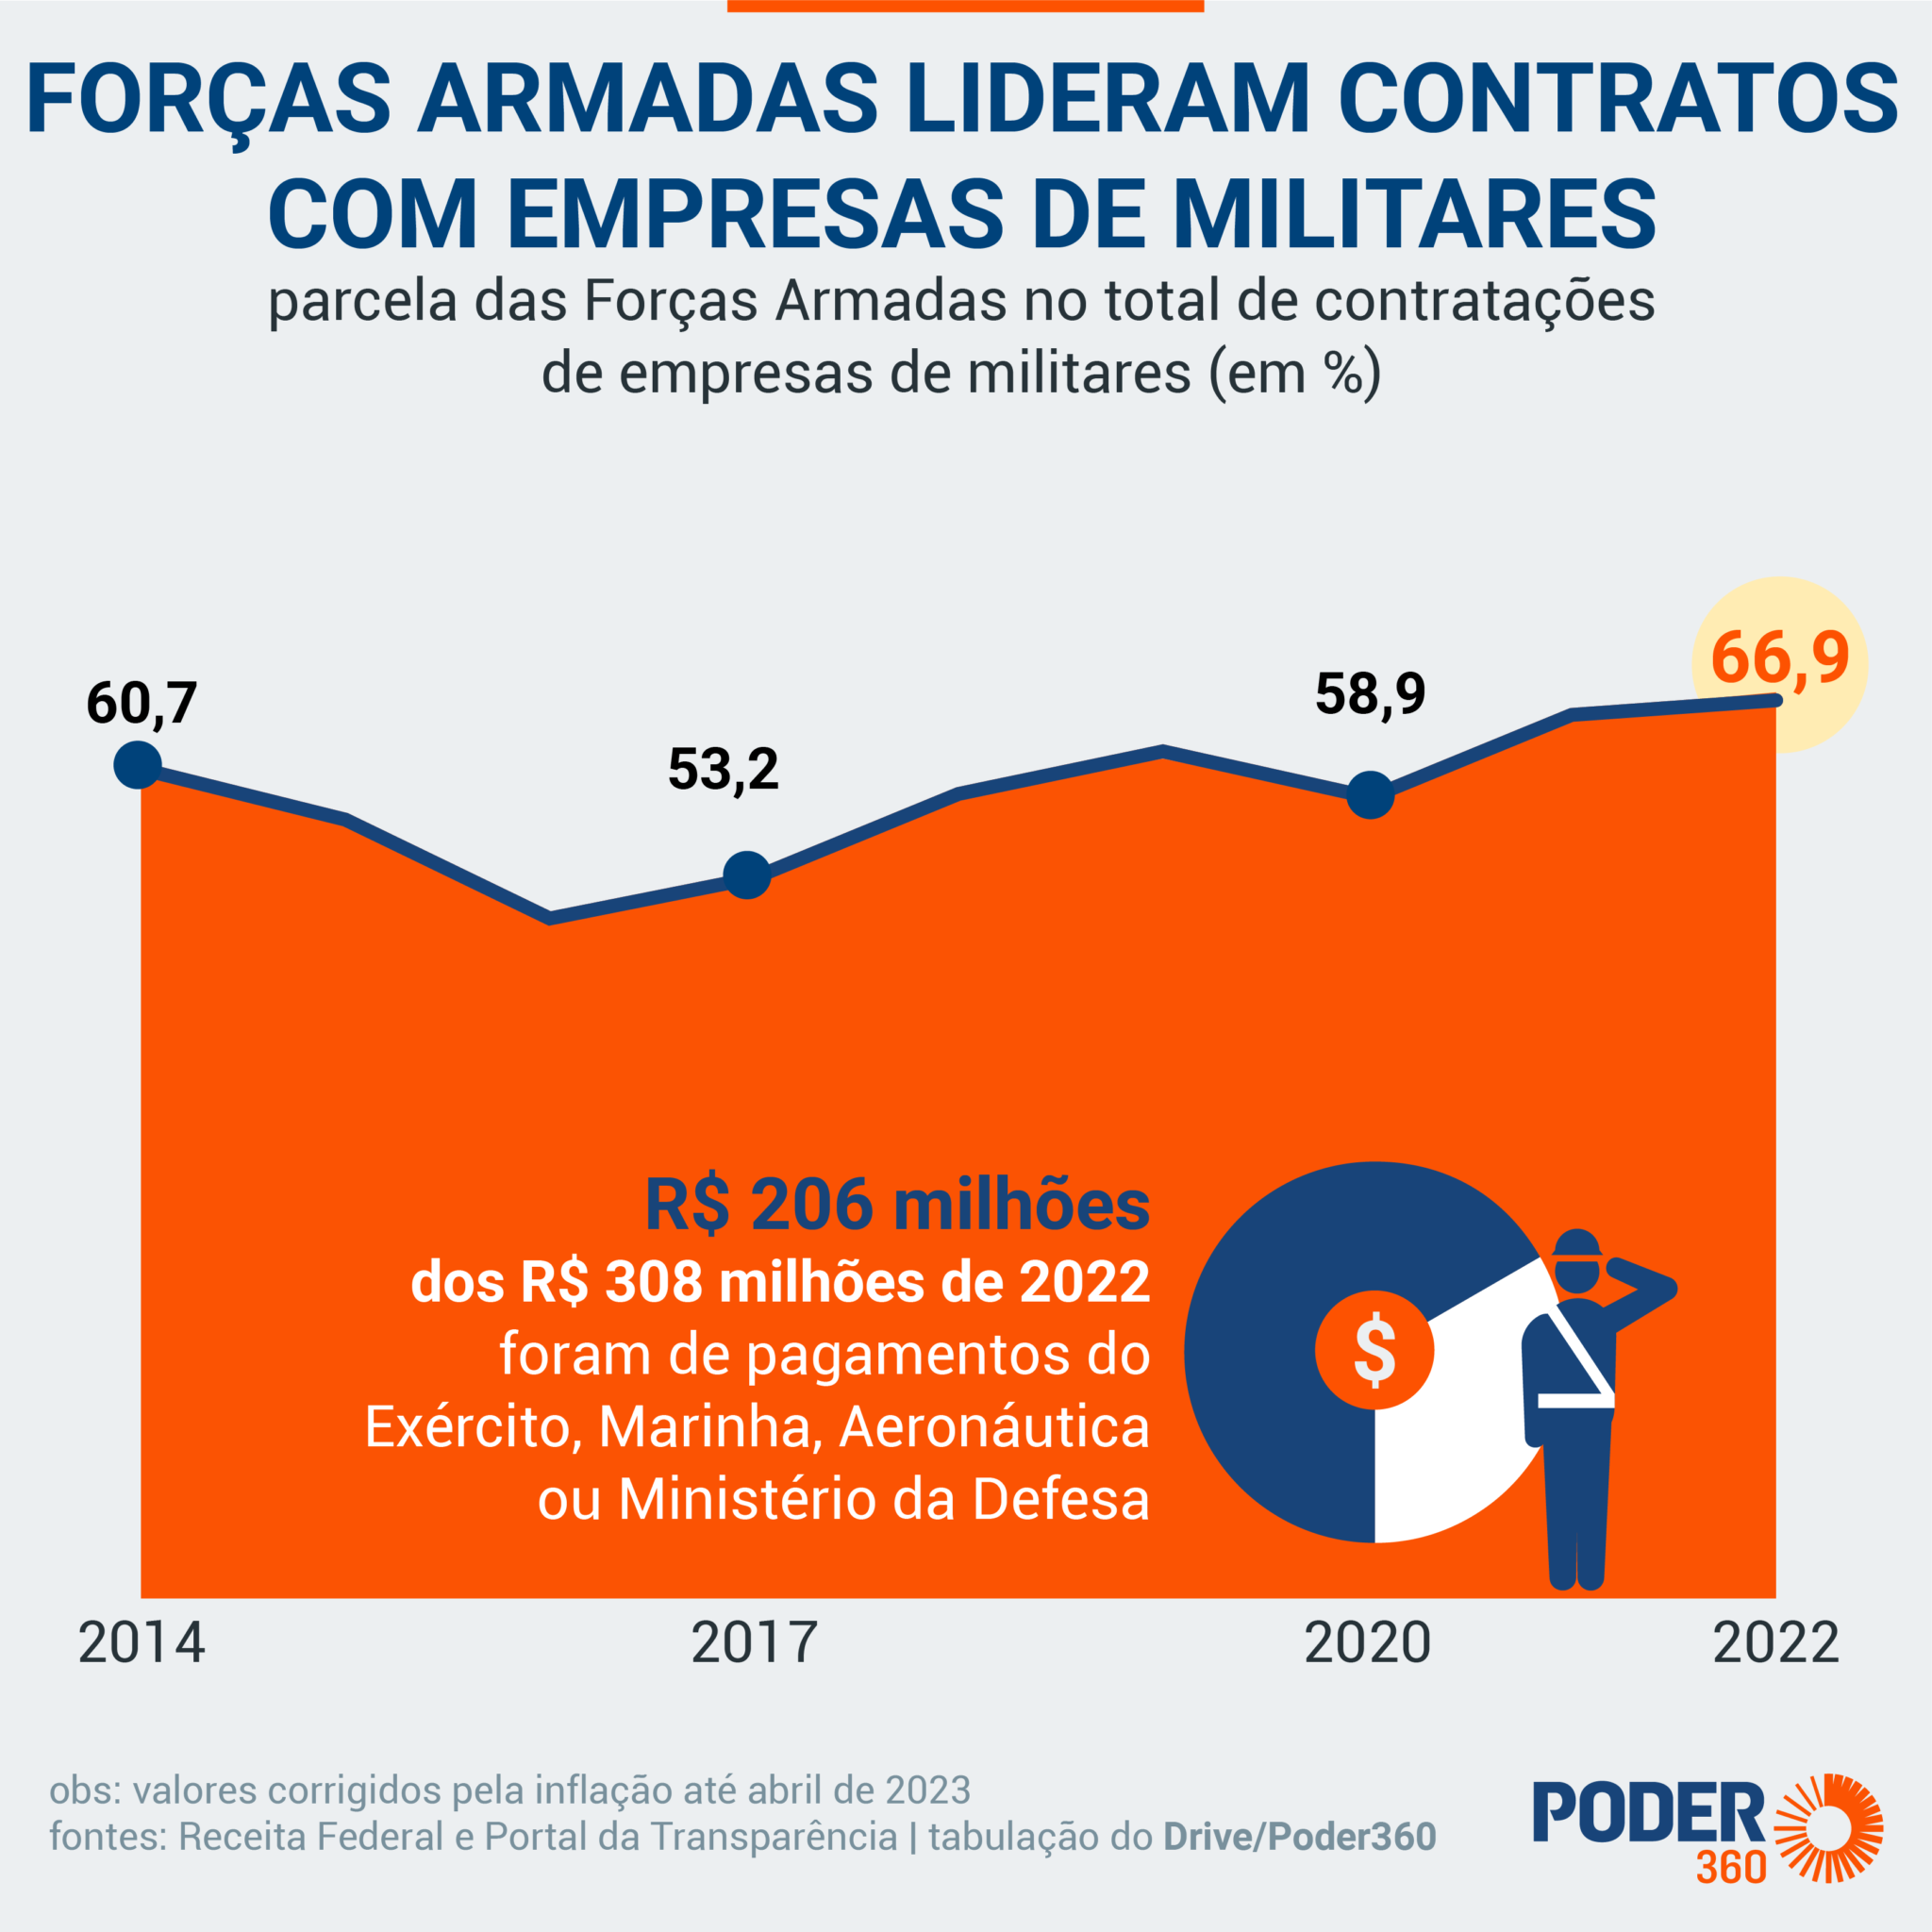 FORÇAS ARMADAS LIDERAM CONTRATOS
COM EMPRESAS DE MILITARES
parcela das Forças Armadas no total de contratações
de empresas de militares (em %)
60,7
53,2
58,9
66,9
R$ 206 milhões
dos R$ 308 milhões de 2022
foram de pagamentos do
Exército, Marinha, Aeronáutica
ou Ministério da Defesa
$
2014
2017
2020
2022
obs: valores corrigidos pela inflação até abril de 2023
fontes: Receita Federal e Portal da Transparência | tabulação do Drive/Poder360
PODER
360